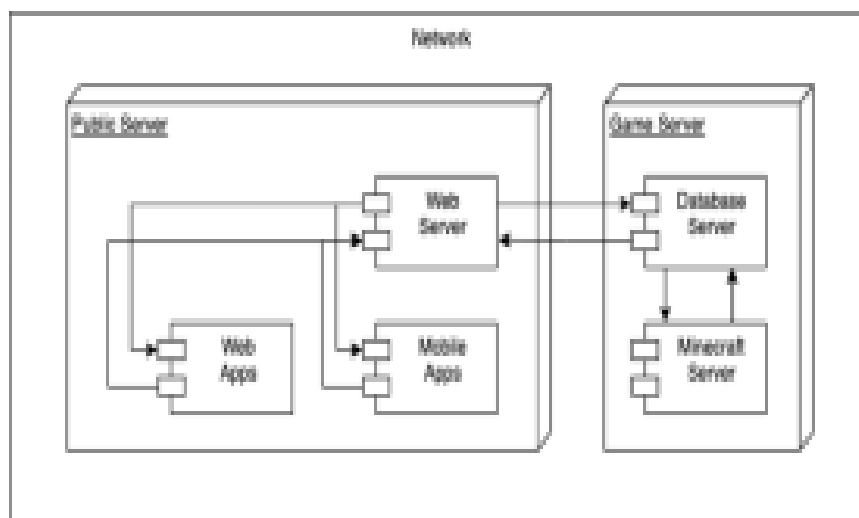 Network
Public Server
Game Server
Web
Server
Database
Server
Web
Apps
Mobile
Apps
Minecraft
Server